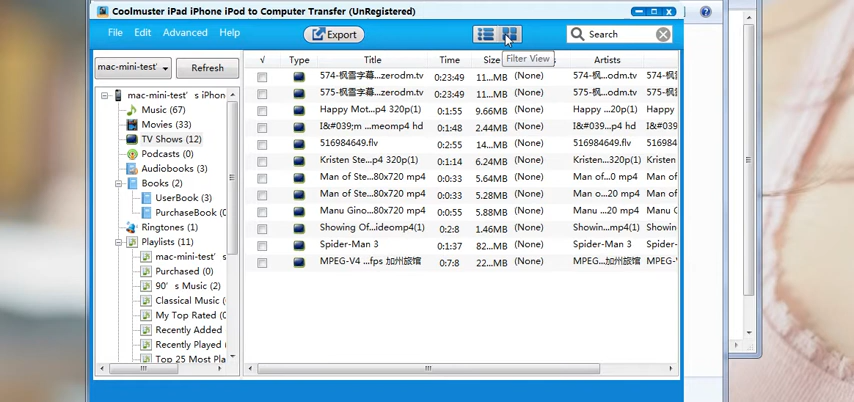 Coolmuster iPad iPhone iPod to Computer Transfer (UnRegistered)
File Edit Advanced Help
Export
Search
Filter View
mac-mini-test'
Refresh
√ Type Title Time Size Artists
mac-mini-test' s iPhon
Music (67)
Movies (33)
TV Shows (12)
Podcasts (0)
Audiobooks (3)
Books (2)
UserBook (3)
PurchaseBook (0
Ringtones (1)
Playlists (11)
mac-mini-test' s
Purchased (0)
90' s Music (2)
Classical Music (
My Top Rated (
Recently Added
Recently Played (
Top 25 Most Pla
574-枫雪字幕...zerodm.tv 0:23:49 11...MB (None) 574-枫...odm.tv 574-枫
575-枫雪字幕...zerodm.tv 0:23:49 11...MB (None) 575-枫...odm.tv 575-枫
Happy Mot...p4 320p(1) 0:1:55 9.66MB (None) Happy ...20p(1) Happy M
I&#039;m ...meomp4 hd 0:1:48 2.44MB (None) I&#039...mp4 hd I&#039;
516984649.flv 0:2:55 14...MB (None) 516984649.flv 516984
Kristen Ste...p4 320p(1) 0:1:14 6.24MB (None) Kristen...320p(1) Kristen
Man of Ste...80x720 mp4 0:0:33 5.64MB (None) Man of...0 mp4 Man of
Man of Ste...80x720 mp4 0:0:33 5.28MB (None) Man o...20 mp4 Man of
Manu Gino...80x720 mp4 0:0:55 5.88MB (None) Manu ...20 mp4 Manu G
Showing Of...ideomp4(1) 0:2:8 1.46MB (None) Showin...mp4(1) Showin
Spider-Man 3 0:1:37 82...MB (None) Spider-Man 3 Spider-
MPEG-V4 ...fps 加州旅馆 0:7:8 22...MB (None) MPEG...加州旅馆 MPEG-